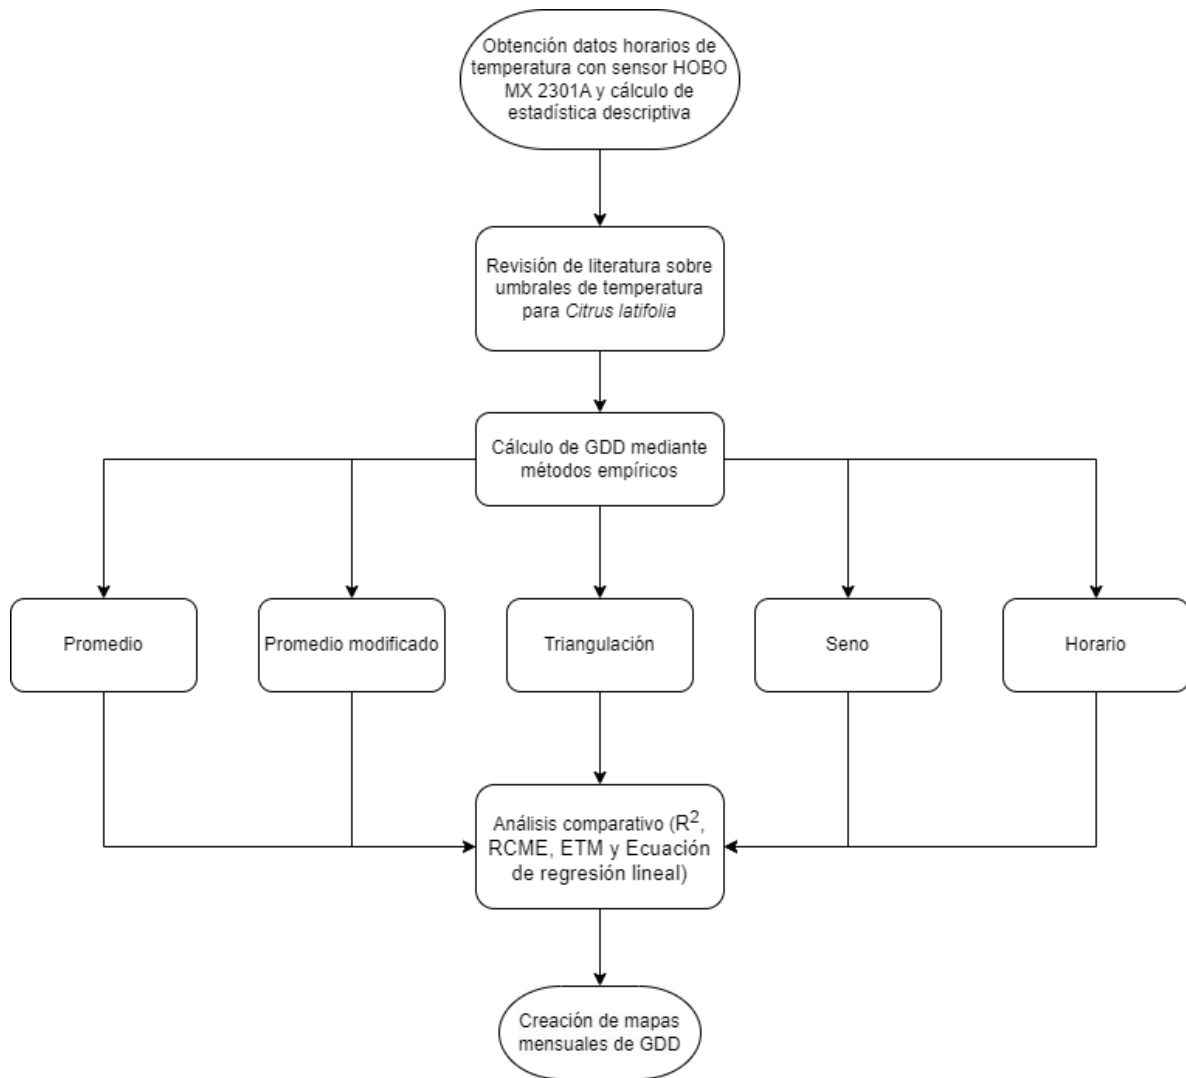 Obtención datos horarios de
temperatura con sensor HOBO
MX 2301A y cálculo de
estadística descriptiva
Revisión de literatura sobre
umbrales de temperatura
para Citrus latifolia
Cálculo de GDD mediante
métodos empíricos
Promedio
Promedio modificado
Triangulación
Seno
Horario
Análisis comparativo (R²,
RCME, ETM y Ecuación
de regresión lineal)
Creación de mapas
mensuales de GDD